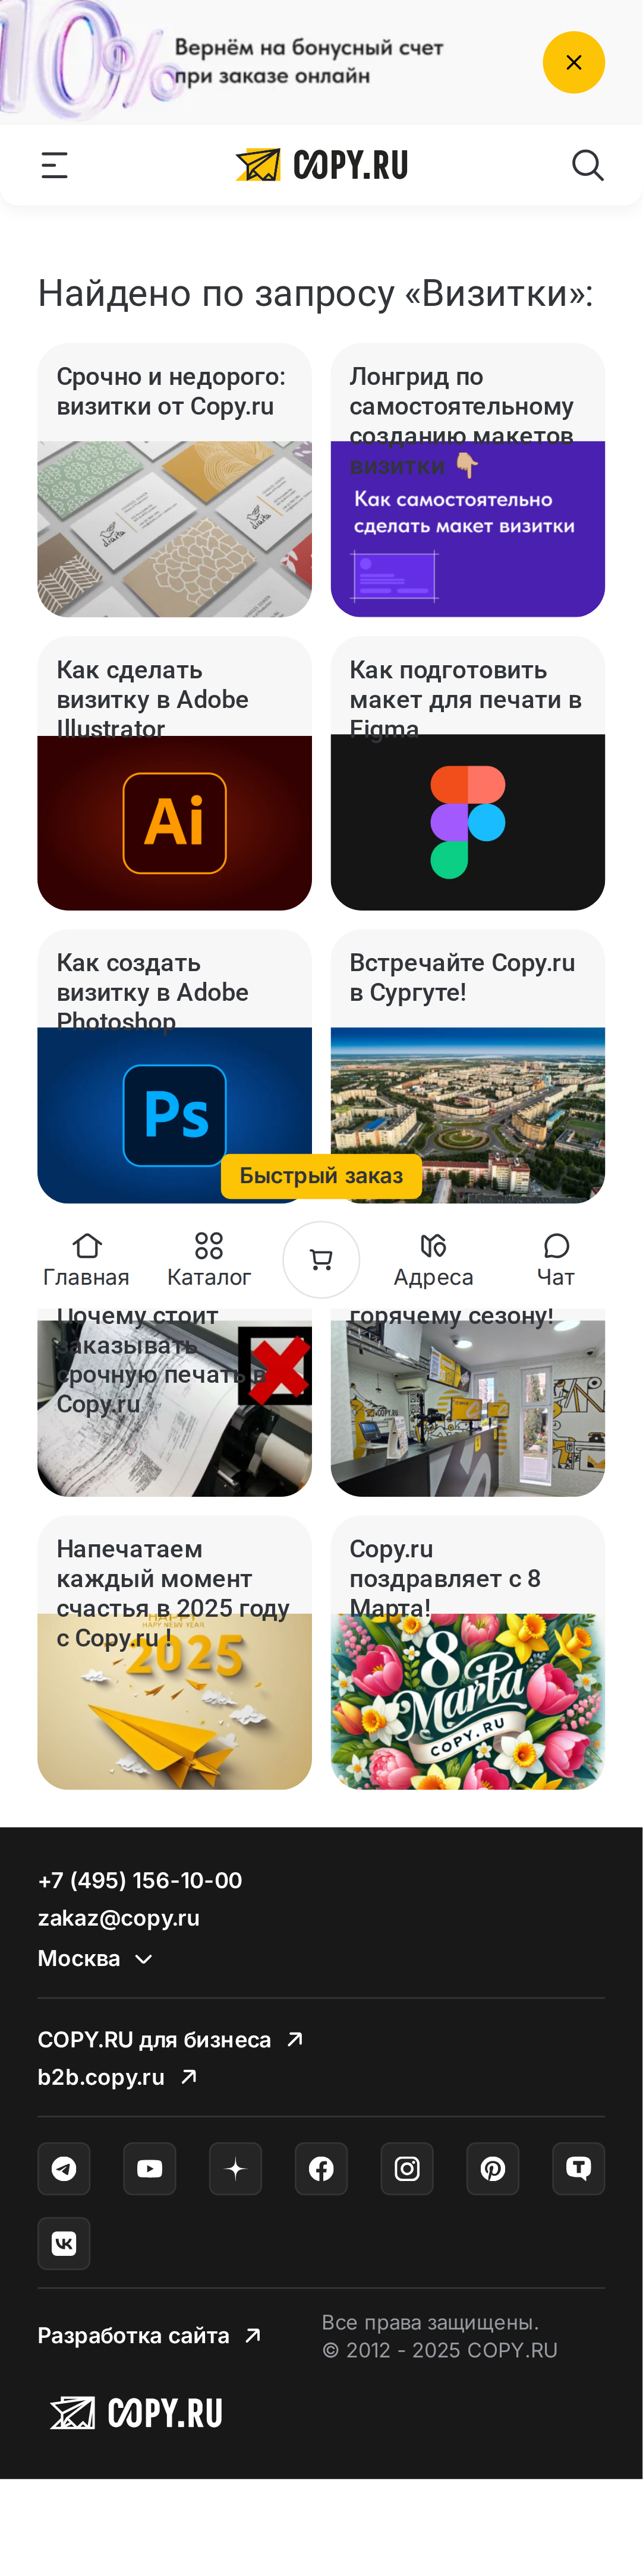 10%
Вернём на бонусный счет
при заказе онлайн
COPY.RU
Найдено по запросу «Визитки»:
Срочно и недорого:
визитки от Copy.ru
Лонгрид по
самостоятельному
созданию макетов
визитки 👇
Как самостоятельно
сделать макет визитки
Как сделать
визитку в Adobe
Illustrator
Ai
Как подготовить
макет для печати в
Figma
Как создать
визитку в Adobe
Photoshop
Ps
Встречайте Copy.ru
в Сургуте!
Быстрый заказ
Главная
Каталог
Адреса
Чат
Почему стоит
заказывать
срочную печать в
Copy.ru
горячему сезону!
Напечатаем
каждый момент
счастья в 2025 году
с Copy.ru !
HAPPY NEW YEAR
2025
Copy.ru
поздравляет с 8
Марта!
8
Марта
COPY.RU
+7 (495) 156-10-00
zakaz@copy.ru
Москва
COPY.RU для бизнеса
b2b.copy.ru
Разработка сайта
Все права защищены.
© 2012 - 2025 COPY.RU
COPY.RU